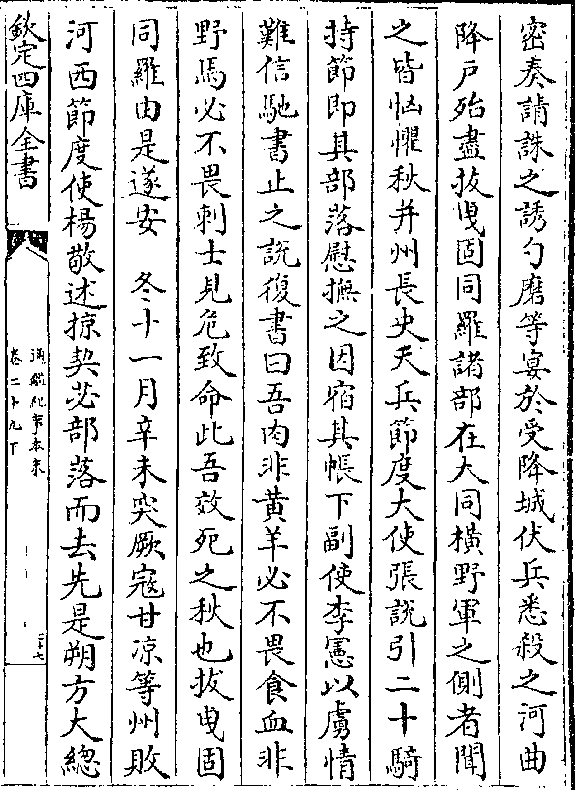 密奏請誅之誘勺磨等宴於受降城伏兵悉殺之河曲
降户殆盡拔曳固同羅諸部在大同横野軍之側者聞
之皆恟懼秋并州長史天兵節度大使張説引二十騎
持節即其部落慰撫之因宿其帳下副使李憲以虜情
難信馳書止之説復書曰吾肉非黄羊必不畏食血非
野馬必不畏刺士見危致命此吾效死之秋也拔曳固
同羅由是遂安　冬十一月辛未突厥寇甘凉等州敗
河西節度使楊敬述掠契苾部落而去先是朔方大總
欽定四庫全書
通鑑紀事本末
卷二十九下
二十七